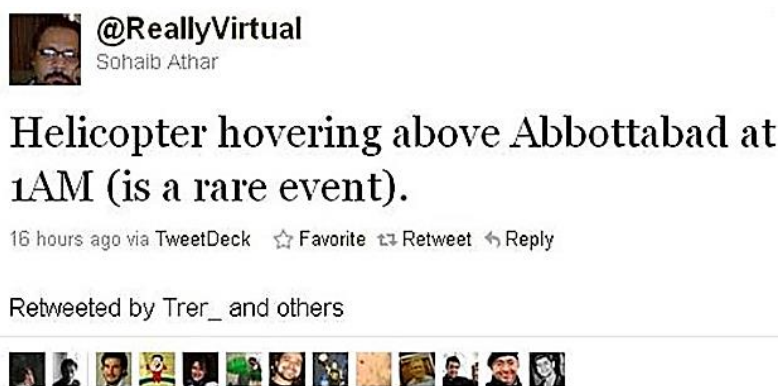 @ReallyVirtual
Sohaib Athar
Helicopter hovering above Abbottabad at
1AM (is a rare event).
16 hours ago via TweetDeck Favorite Retweet Reply
Retweeted by Trer_ and others